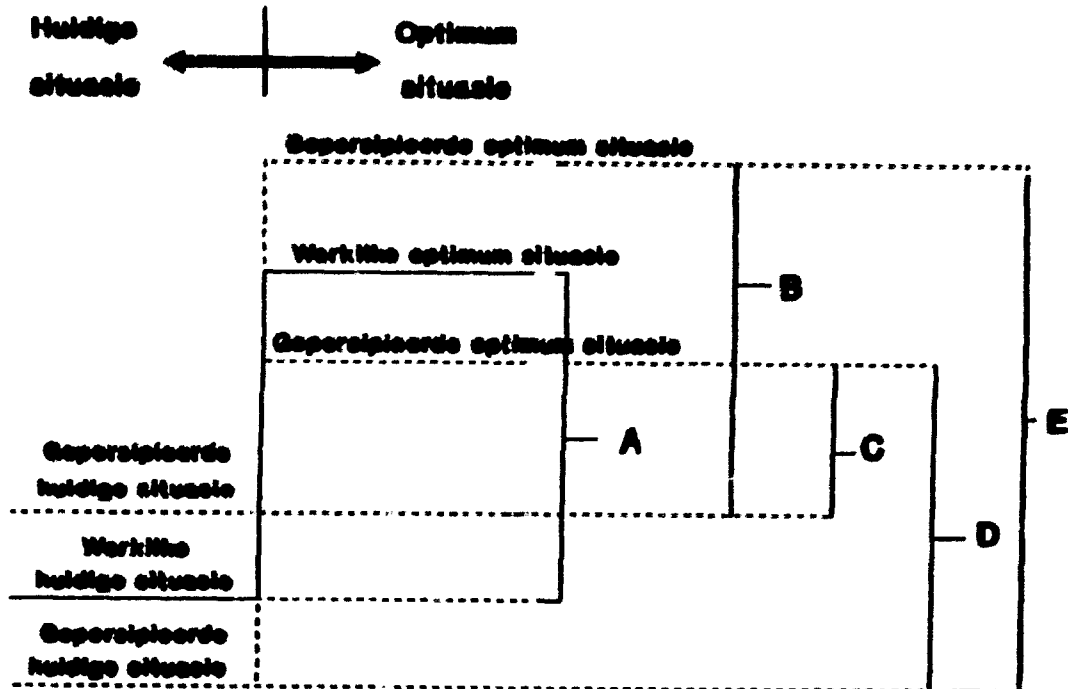 Huidige
situasie
Optimum
situasie
Gepersipieerde optimum situasie
Werklike optimum situasie
Gepersipieerde optimum situasie
A
B
C
D
E
Gepersipieerde
huidige situasie
Werklike
huidige situasie
Gepersipieerde
huidige situasie